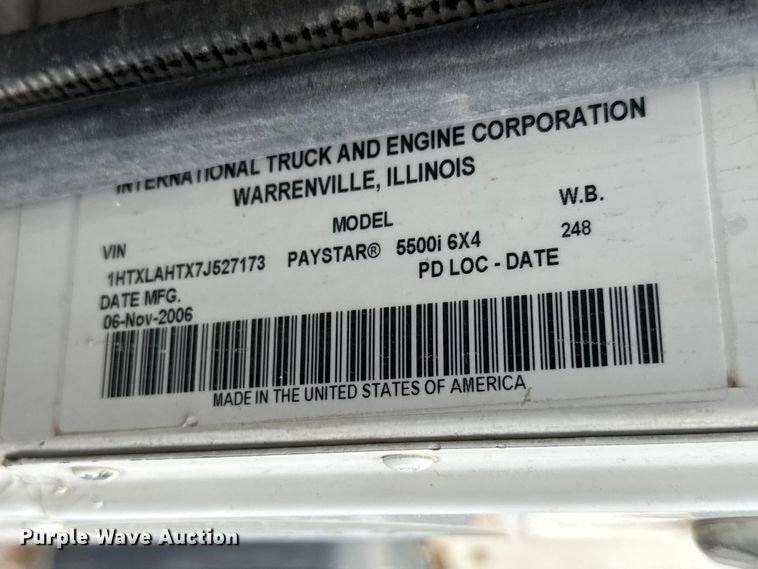 INTERNATIONAL TRUCK AND ENGINE CORPORATION
WARRENVILLE, ILLINOIS
VIN MODEL W.B.
1HTXLAHTX7J527173 PAYSTAR® 5500i 6X4 248
DATE MFG. PD LOC - DATE
06-Nov-2006
MADE IN THE UNITED STATES OF AMERICA
Purple Wave Auction